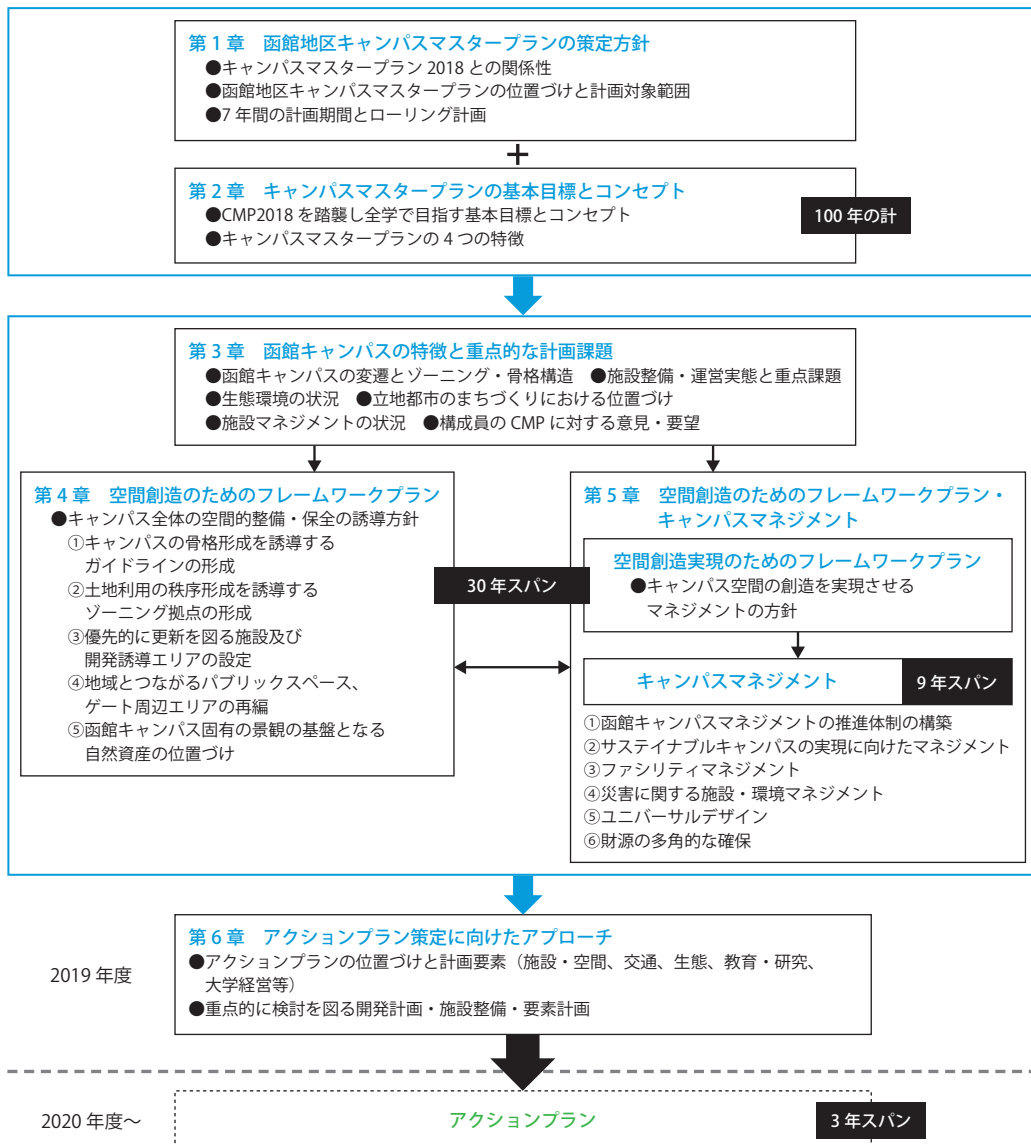 第1章 函館地区キャンパスマスタープランの策定方針
●キャンパスマスタープラン 2018 との関係性
●函館地区キャンパスマスタープランの位置づけと計画対象範囲
●7 年間の計画期間とローリング計画
+
第2章 キャンパスマスタープランの基本目標とコンセプト
●CMP2018 を踏襲し全学で目指す基本目標とコンセプト
●キャンパスマスタープランの 4 つの特徴
100 年の計
第3章 函館キャンパスの特徴と重点的な計画課題
●函館キャンパスの変遷とゾーニング・骨格構造 ●施設整備・運営実態と重点課題
●生態環境の状況 ●立地都市のまちづくりにおける位置づけ
●施設マネジメントの状況 ●構成員の CMP に対する意見・要望
第4章 空間創造のためのフレームワークプラン
●キャンパス全体の空間的整備・保全の誘導方針
①キャンパスの骨格形成を誘導する
ガイドラインの形成
②土地利用の秩序形成を誘導する
ゾーニング拠点の形成
③優先的に更新を図る施設及び
開発誘導エリアの設定
④地域とつながるパブリックスペース、
ゲート周辺エリアの再編
⑤函館キャンパス固有の景観の基盤となる
自然資産の位置づけ
30 年スパン
第5章 空間創造のためのフレームワークプラン・
キャンパスマネジメント
空間創造実現のためのフレームワークプラン
●キャンパス空間の創造を実現させる
マネジメントの方針
キャンパスマネジメント
9 年スパン
①函館キャンパスマネジメントの推進体制の構築
②サステイナブルキャンパスの実現に向けたマネジメント
③ファシリティマネジメント
④災害に関する施設・環境マネジメント
⑤ユニバーサルデザイン
⑥財源の多角的な確保
2019 年度
第6章 アクションプラン策定に向けたアプローチ
●アクションプランの位置づけと計画要素（施設・空間、交通、生態、教育・研究、
大学経営等）
●重点的に検討を図る開発計画・施設整備・要素計画
2020 年度～
アクションプラン
3 年スパン